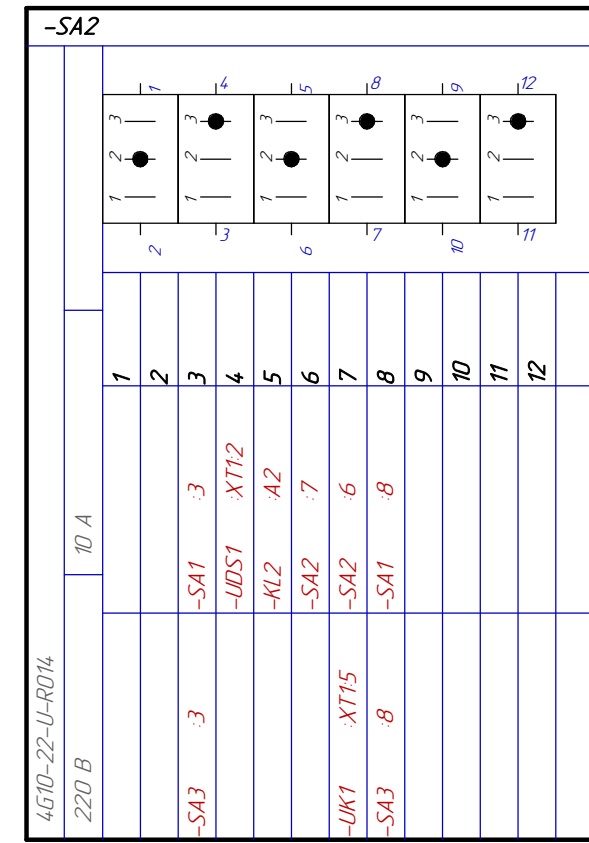 -SA2
4G10-22-U-R014
220 В
10 А
1 4 5 8 9 12
3 3 3 3 3 3
2 2 2 2 2 2
1 1 1 1 1 1
2 3 6 7 10 11
1
2
3 -SA1 :3 -SA3 :3
4 -UDS1 :XT1:2
5 -KL2 :A2
6 -SA2 :7
7 -SA2 :6 -UK1 :XT1:5
8 -SA1 :8 -SA3 :8
9
10
11
12